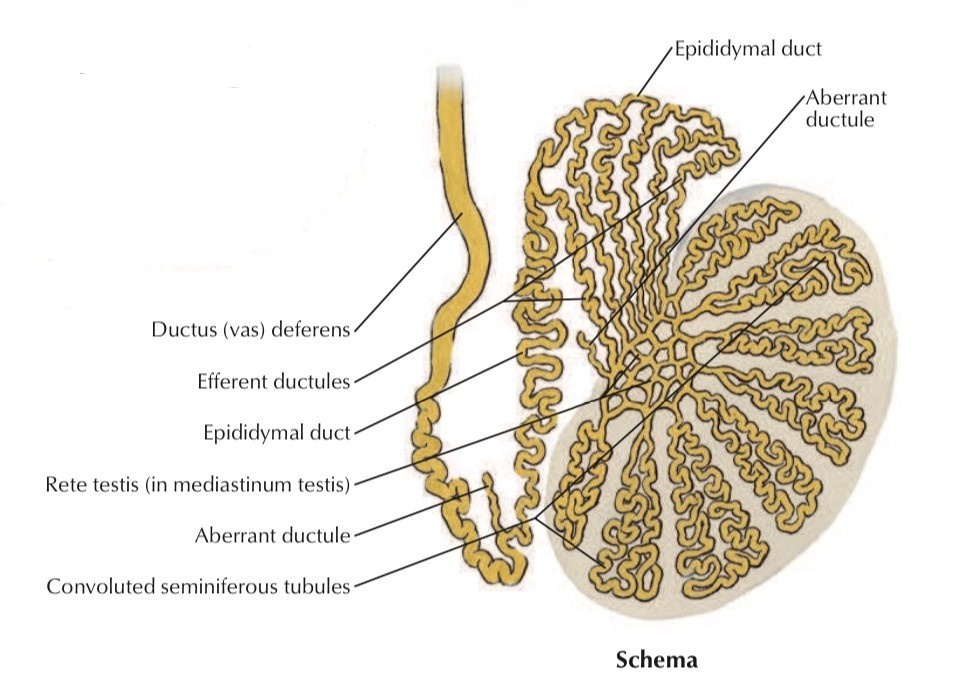 Epididymal duct
Aberrant
ductule
Ductus (vas) deferens
Efferent ductules
Epididymal duct
Rete testis (in mediastinum testis)
Aberrant ductule
Convoluted seminiferous tubules
Schema